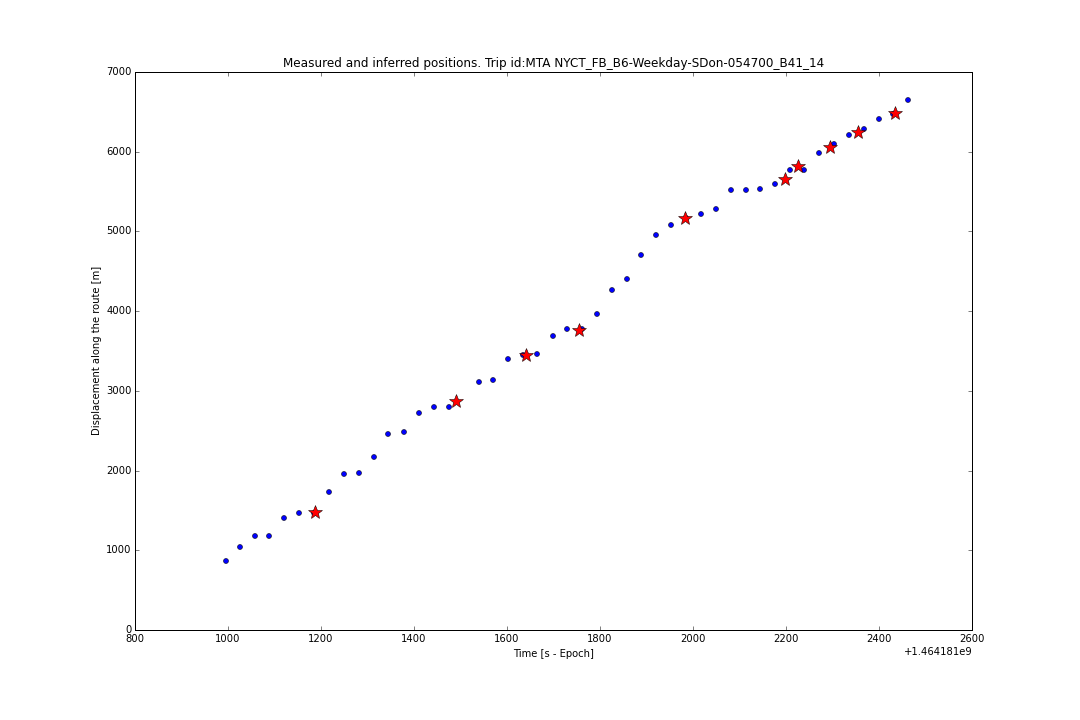 Measured and inferred positions. Trip id:MTA NYCT_FB_B6-Weekday-SDon-054700_B41_14
7000
6000
5000
4000
3000
2000
1000
0
Displacement along the route [m]
800 1000 1200 1400 1600 1800 2000 2200 2400 2600
Time [s - Epoch]
+1.464181e9